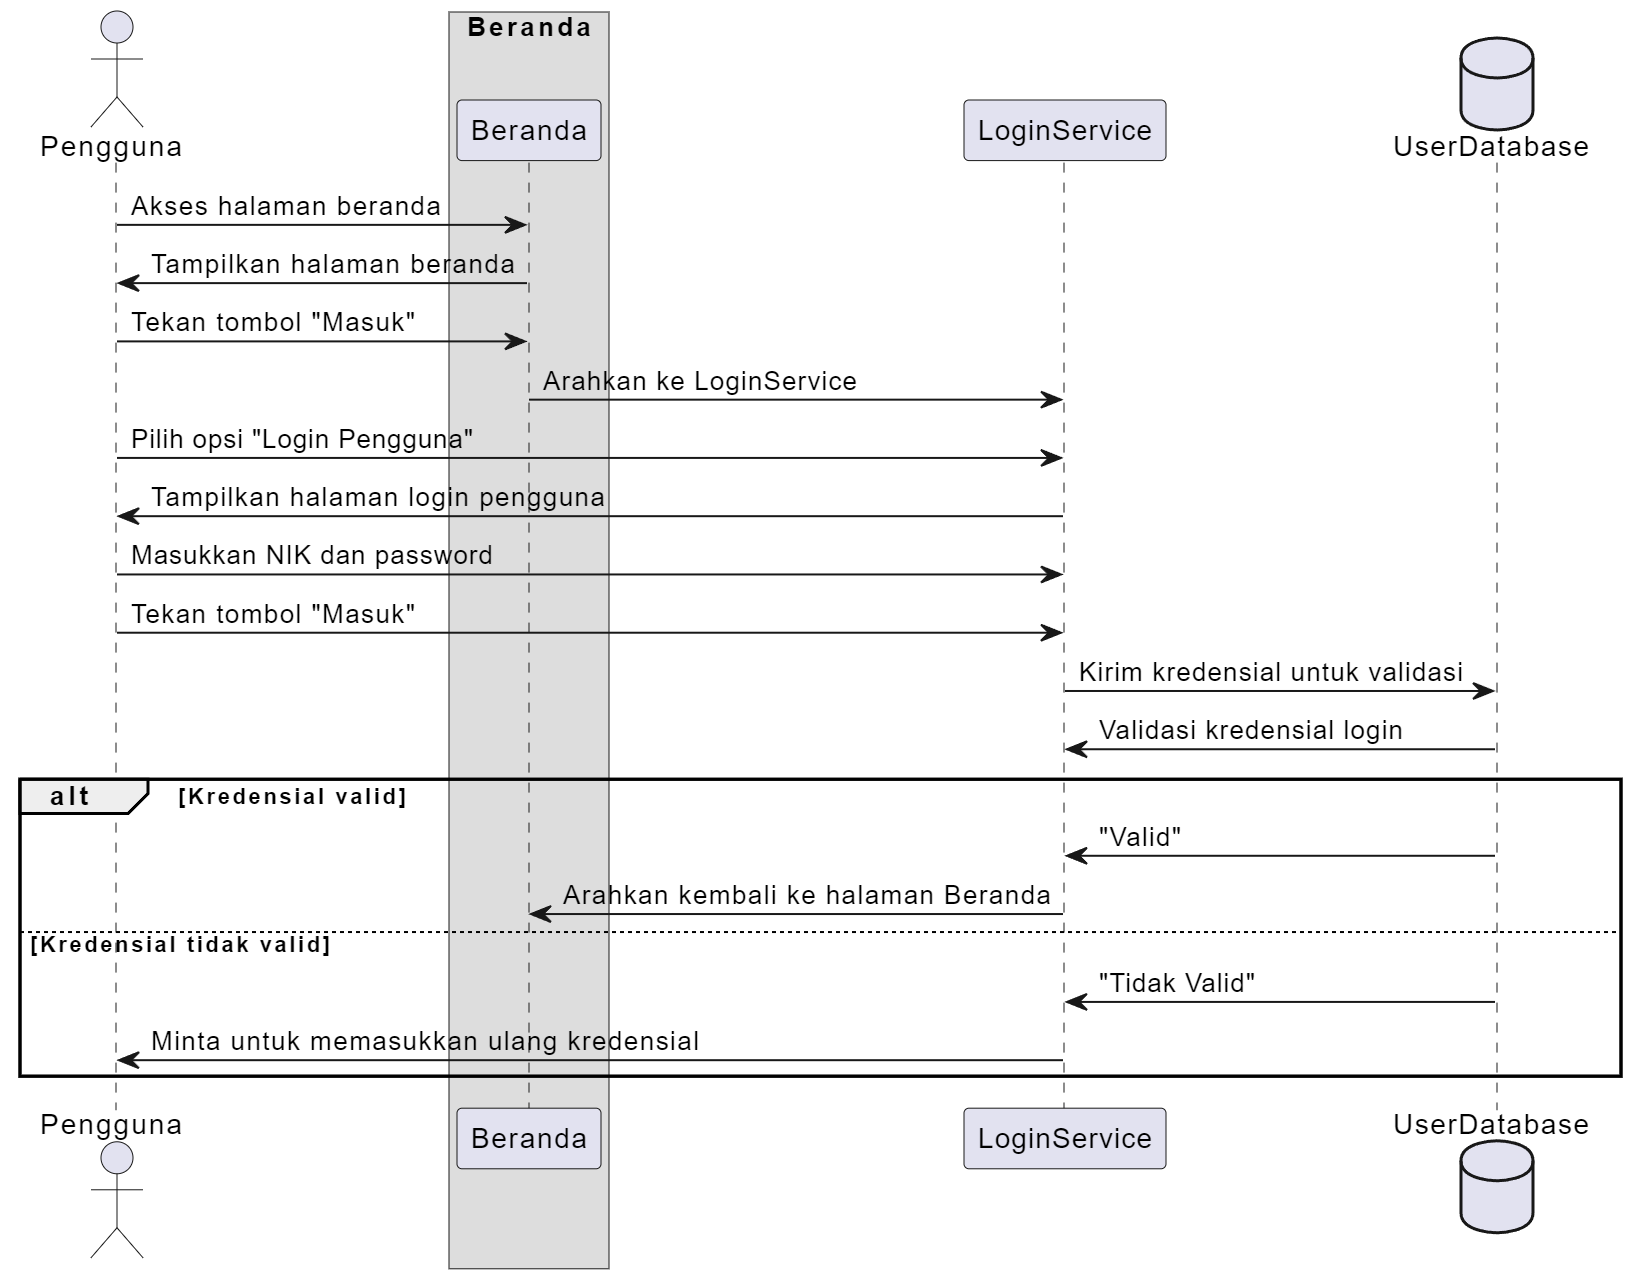 Beranda
Pengguna
Beranda
LoginService
UserDatabase
Akses halaman beranda
Tampilkan halaman beranda
Tekan tombol "Masuk"
Arahkan ke LoginService
Pilih opsi "Login Pengguna"
Tampilkan halaman login pengguna
Masukkan NIK dan password
Tekan tombol "Masuk"
Kirim kredensial untuk validasi
Validasi kredensial login
alt
[Kredensial valid]
"Valid"
Arahkan kembali ke halaman Beranda
[Kredensial tidak valid]
"Tidak Valid"
Minta untuk memasukkan ulang kredensial
Pengguna
Beranda
LoginService
UserDatabase